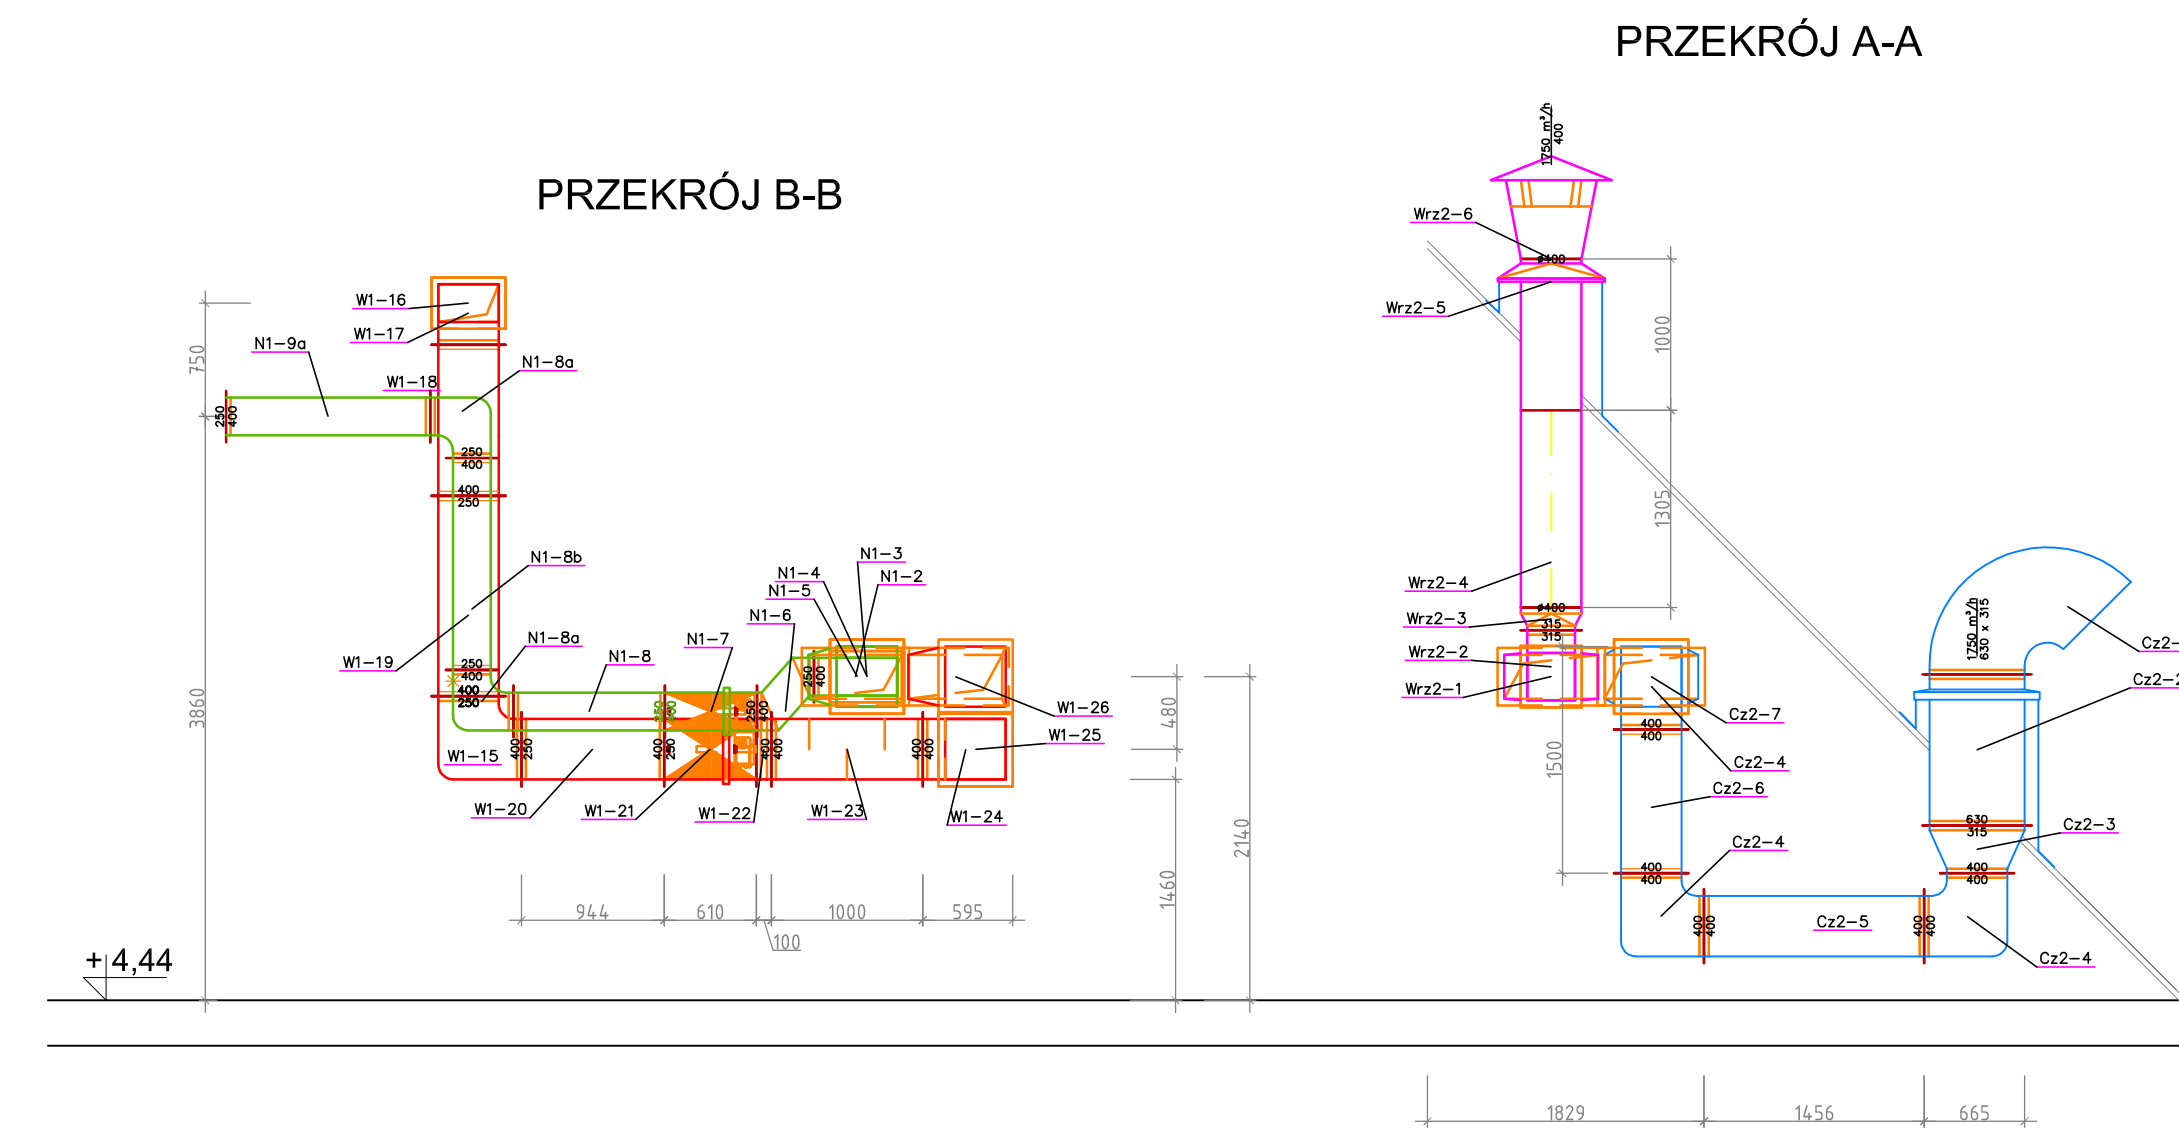 PRZEKRÓJ A-A
PRZEKRÓJ B-B
1750 m³/h
400
Wrz2-6
ø400
Wrz2-5
1000
1305
Wrz2-4
ø400
Wrz2-3
315
315
Wrz2-2
Wrz2-1
W1-16
W1-17
N1-9a
750
W1-18
N1-8a
250
400
250
400
400
250
N1-8b
N1-3
N1-4
N1-2
N1-5
N1-6
N1-8a
N1-7
N1-8
W1-19
250
400
400
250
3860
250
400
250
400
250
400
W1-26
W1-25
480
W1-15
400
250
400
250
400
400
400
400
W1-20
W1-21
W1-22
W1-23
W1-24
2140
1460
944
610
1000
595
100
+4,44
1750 m³/h
630 x 315
Cz2-2
Cz2-7
400
400
1500
Cz2-4
Cz2-6
630
315
Cz2-3
Cz2-4
400
400
400
400
400
400
Cz2-5
400
400
Cz2-4
1829
1456
665